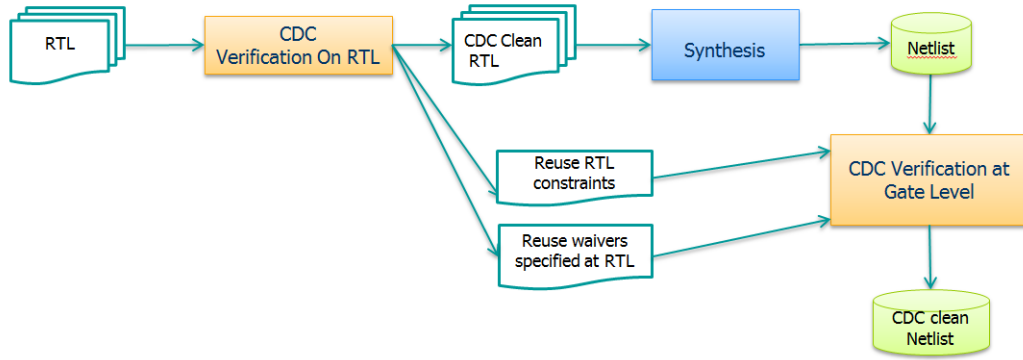 RTL
CDC
Verification On RTL
CDC Clean
RTL
Synthesis
Netlist
Reuse RTL
constraints
CDC Verification at
Gate Level
Reuse waivers
specified at RTL
CDC clean
Netlist